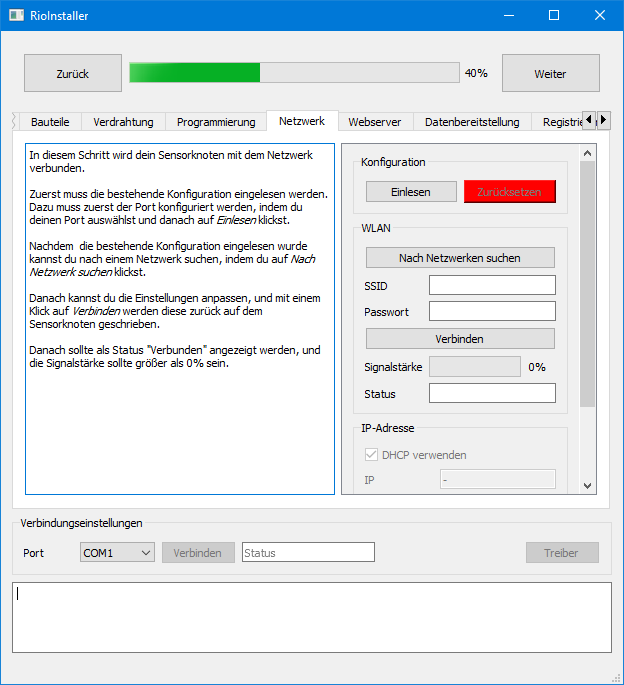 RioInstaller
Zurück
40%
Weiter
Bauteile
Verdrahtung
Programmierung
Netzwerk
Webserver
Datenbereitstellung
In diesem Schritt wird dein Sensorknoten mit dem Netzwerk
verbunden.
Zuerst muss die bestehende Konfiguration eingelesen werden.
Dazu muss zuerst der Port konfiguriert werden, indem du
deinen Port auswählst und danach auf Einlesen klickst.
Nachdem  die bestehende Konfiguration eingelesen wurde
kannst du nach einem Netzwerk suchen, indem du auf Nach
Netzwerk suchen klickst.
Danach kannst du die Einstellungen anpassen, und mit einem
Klick auf Verbinden werden diese zurück auf dem
Sensorknoten geschrieben.
Danach sollte als Status "Verbunden" angezeigt werden, und
die Signalstärke sollte größer als 0% sein.
Konfiguration
Einlesen
Zurücksetzen
WLAN
Nach Netzwerken suchen
SSID
Passwort
Verbinden
Signalstärke
0%
Status
IP-Adresse
DHCP verwenden
IP
-
Verbindungseinstellungen
Port
COM1
Verbinden
Status
Treiber